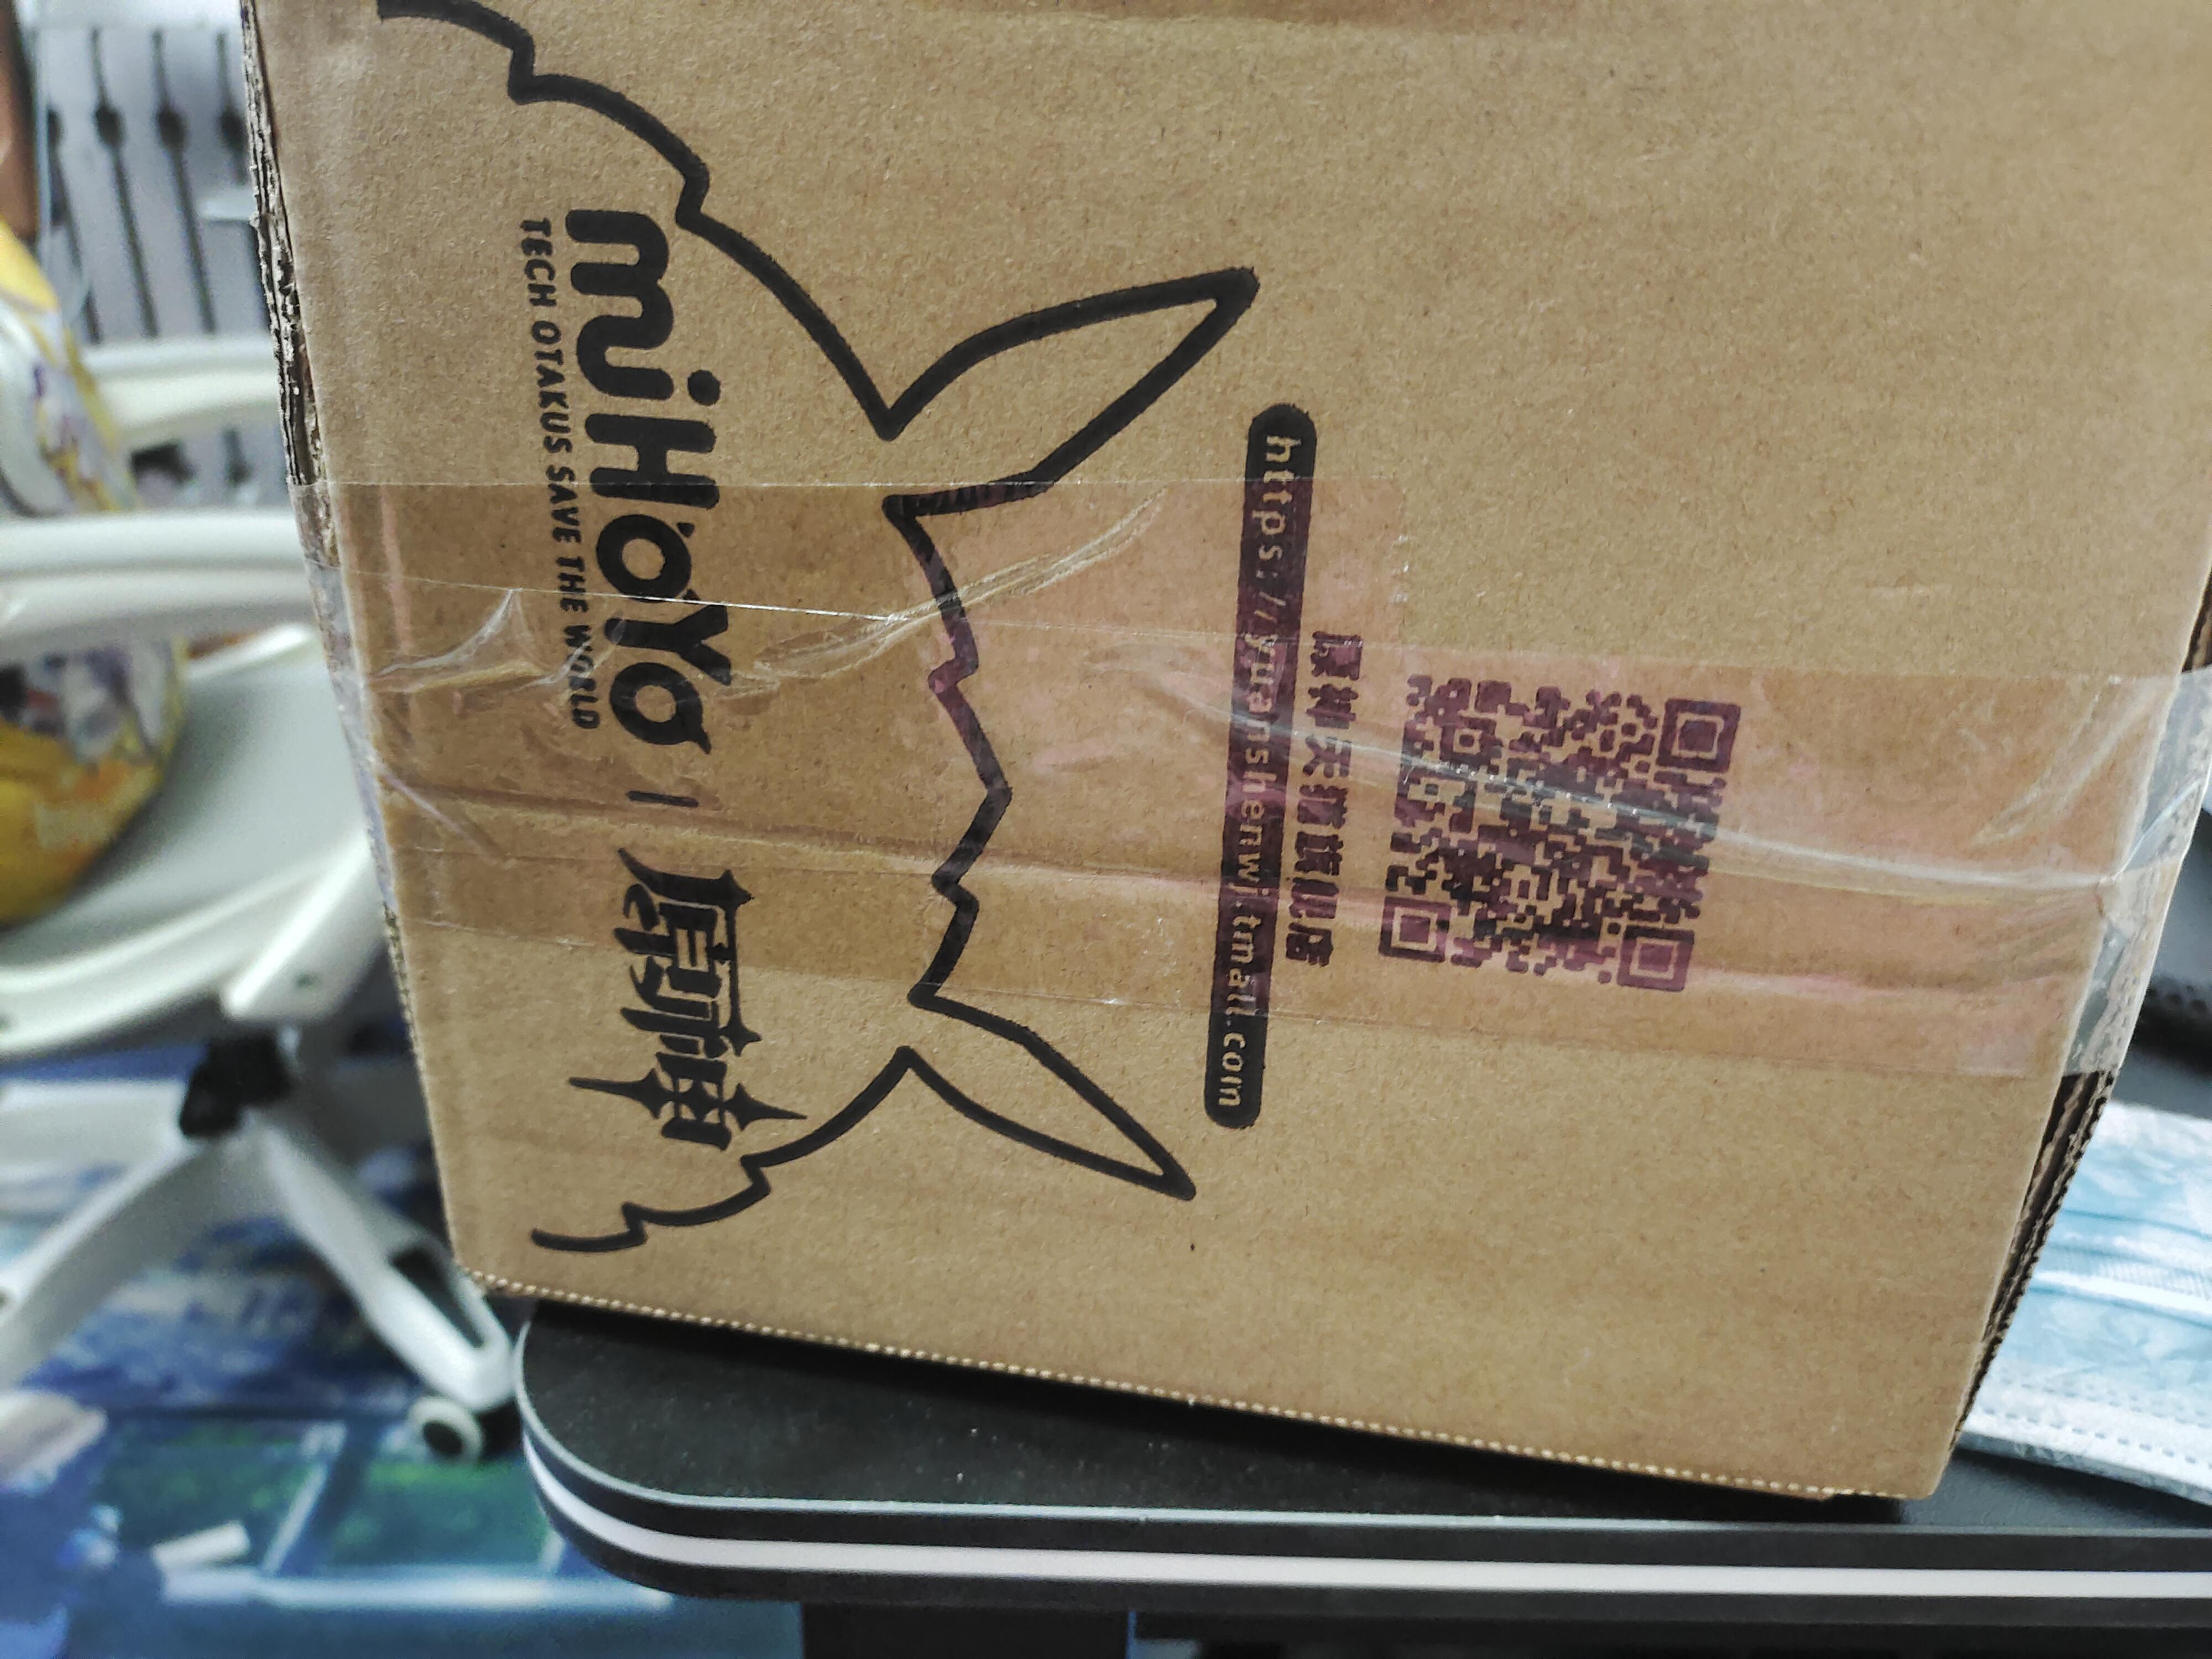 原神天猫旗舰店
https://yuanshenwj.tmall.com
miHoYo | 原神
TECH OTAKUS SAVE THE WORLD